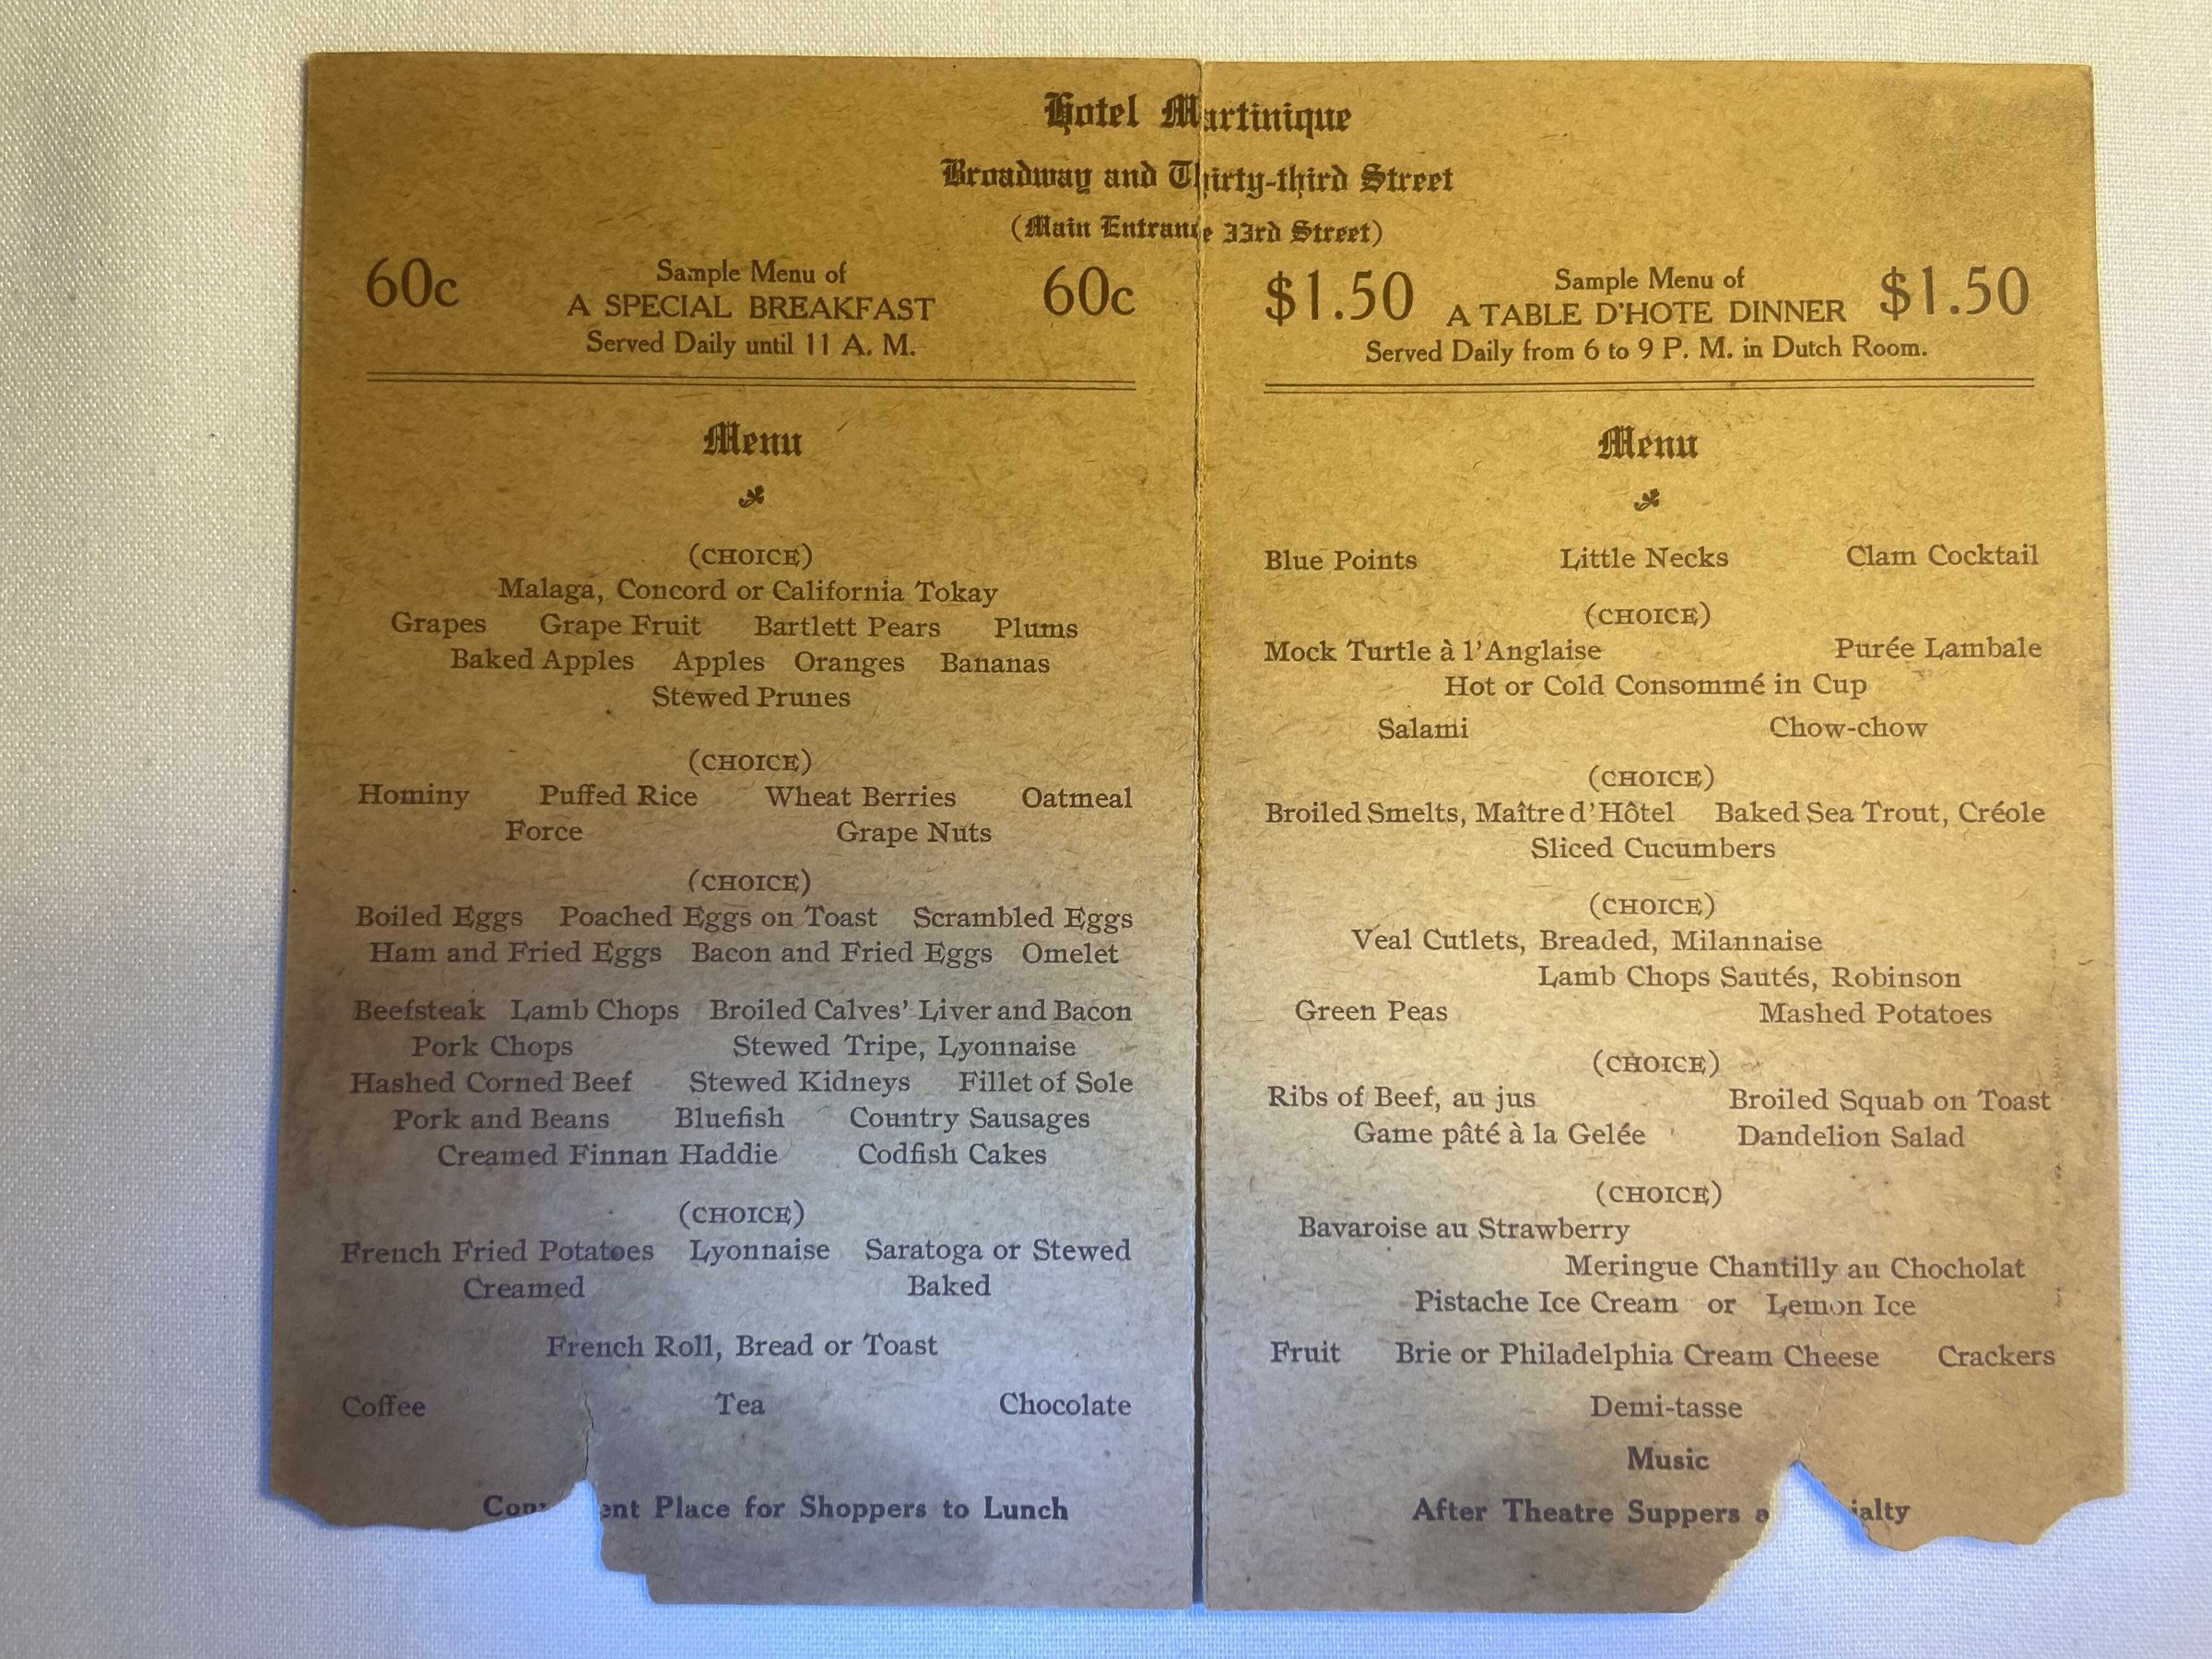 Hotel Martinique
Broadway and Thirty-third Street
(Main Entrance 33rd Street)
60c Sample Menu of 60c
A SPECIAL BREAKFAST
Served Daily until 11 A. M.
Menu
(CHOICE)
Malaga, Concord or California Tokay
Grapes Grape Fruit Bartlett Pears Plums
Baked Apples Apples Oranges Bananas
Stewed Prunes
(CHOICE)
Hominy Puffed Rice Wheat Berries Oatmeal
Force Grape Nuts
(CHOICE)
Boiled Eggs Poached Eggs on Toast Scrambled Eggs
Ham and Fried Eggs Bacon and Fried Eggs Omelet
Beefsteak Lamb Chops Broiled Calves' Liver and Bacon
Pork Chops Stewed Tripe, Lyonnaise
Hashed Corned Beef Stewed Kidneys Fillet of Sole
Pork and Beans Bluefish Country Sausages
Creamed Finnan Haddie Codfish Cakes
(CHOICE)
French Fried Potatoes Lyonnaise Saratoga or Stewed
Creamed Baked
French Roll, Bread or Toast
Coffee Tea Chocolate
Place for Shoppers to Lunch
$1.50 Sample Menu of $1.50
A TABLE D'HOTE DINNER
Served Daily from 6 to 9 P. M. in Dutch Room.
Menu
Blue Points Little Necks Clam Cocktail
(CHOICE)
Mock Turtle à l'Anglaise Purée Lambale
Hot or Cold Consommé in Cup
Salami Chow-chow
(CHOICE)
Broiled Smelts, Maître d'Hôtel Baked Sea Trout, Créole
Sliced Cucumbers
(CHOICE)
Veal Cutlets, Breaded, Milannaise
Lamb Chops Sautés, Robinson
Green Peas Mashed Potatoes
(CHOICE)
Ribs of Beef, au jus Broiled Squab on Toast
Game pâté à la Gelée Dandelion Salad
(CHOICE)
Bavaroise au Strawberry
Meringue Chantilly au Chocholat
Pistache Ice Cream or Lemon Ice
Fruit Brie or Philadelphia Cream Cheese Crackers
Demi-tasse
Music
After Theatre Suppers a